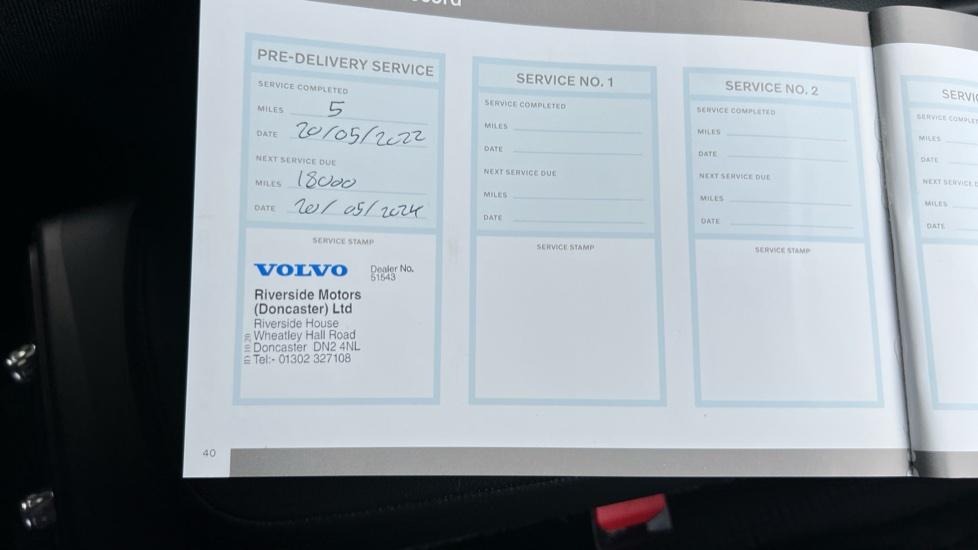 PRE-DELIVERY SERVICE
SERVICE COMPLETED
MILES 5
DATE 20/05/2022
NEXT SERVICE DUE
MILES 18000
DATE 20/05/2024
SERVICE STAMP
VOLVO Dealer No.
51543
Riverside Motors
(Doncaster) Ltd
Riverside House
Wheatley Hall Road
Doncaster DN2 4NL
Tel:- 01302 327108
SERVICE NO. 1
SERVICE COMPLETED
MILES
DATE
NEXT SERVICE DUE
MILES
DATE
SERVICE STAMP
SERVICE NO. 2
SERVICE COMPLETED
MILES
DATE
NEXT SERVICE DUE
MILES
DATE
SERVICE STAMP
MILES
DATE
NEXT SERVICE
MILES
DATE
40